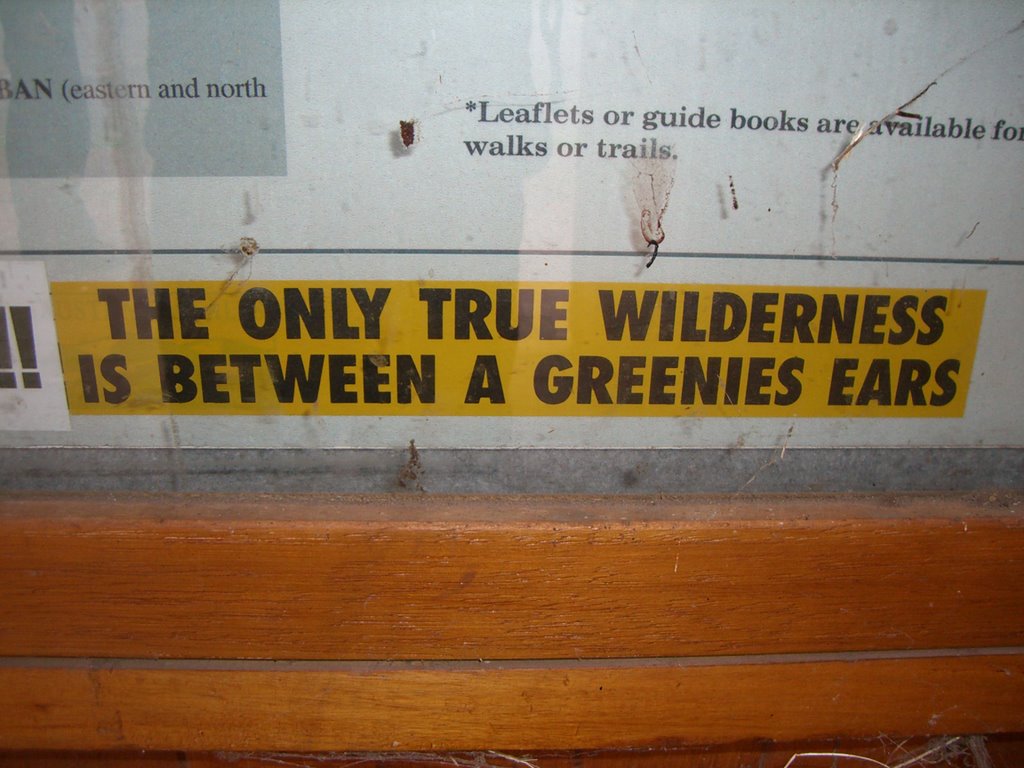 BAN (eastern and north
*Leaflets or guide books are available for
walks or trails.
!!
THE ONLY TRUE WILDERNESS
IS BETWEEN A GREENIES EARS